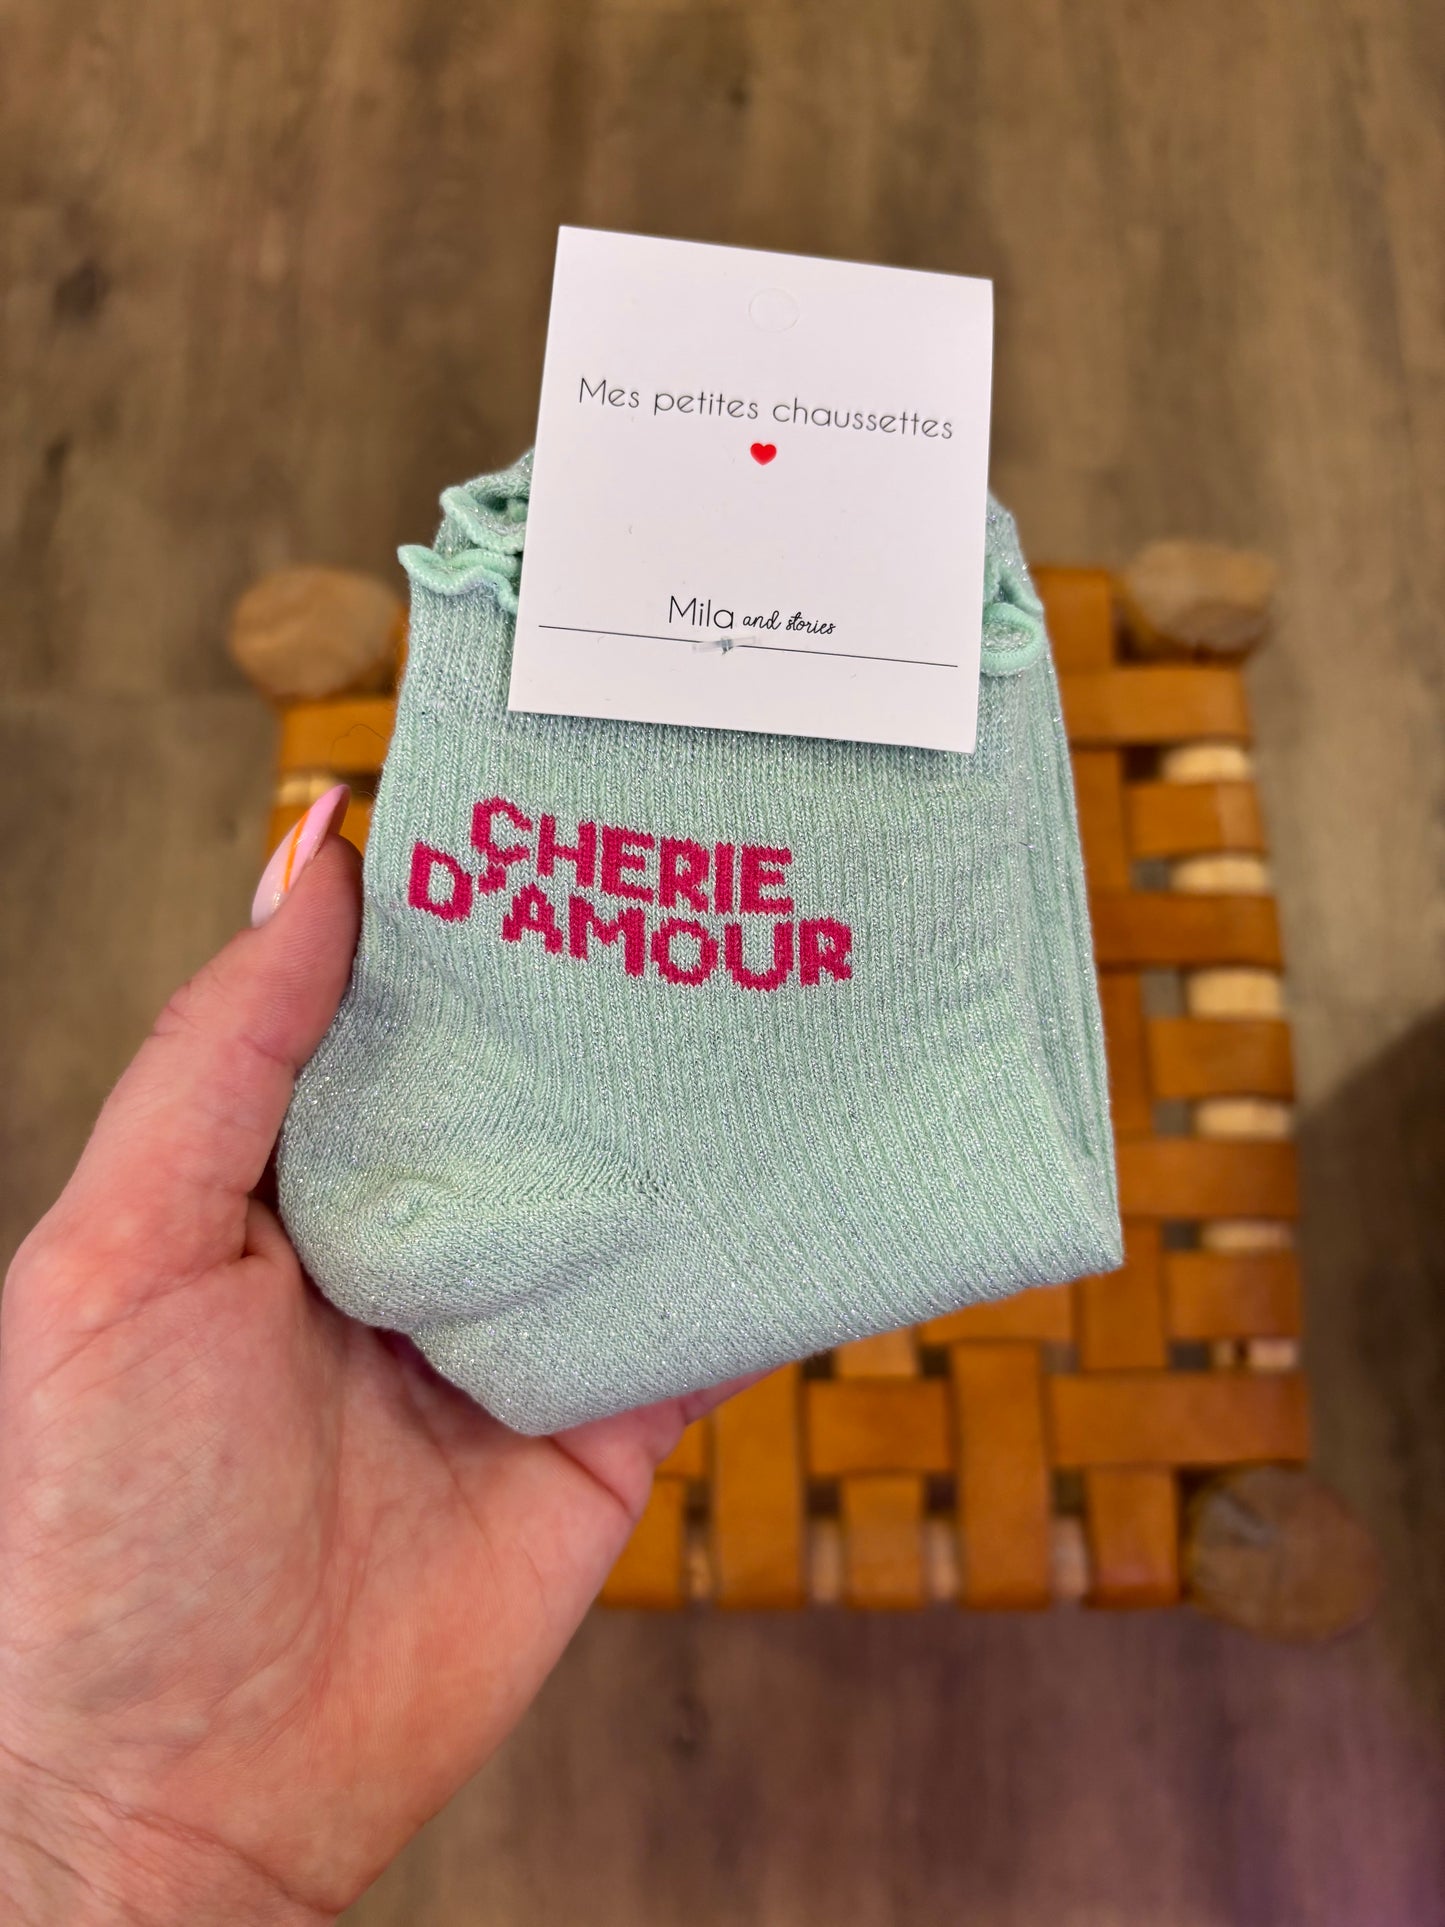 Mes petites chaussettes
Mila and stories
CHERIE
D'AMOUR